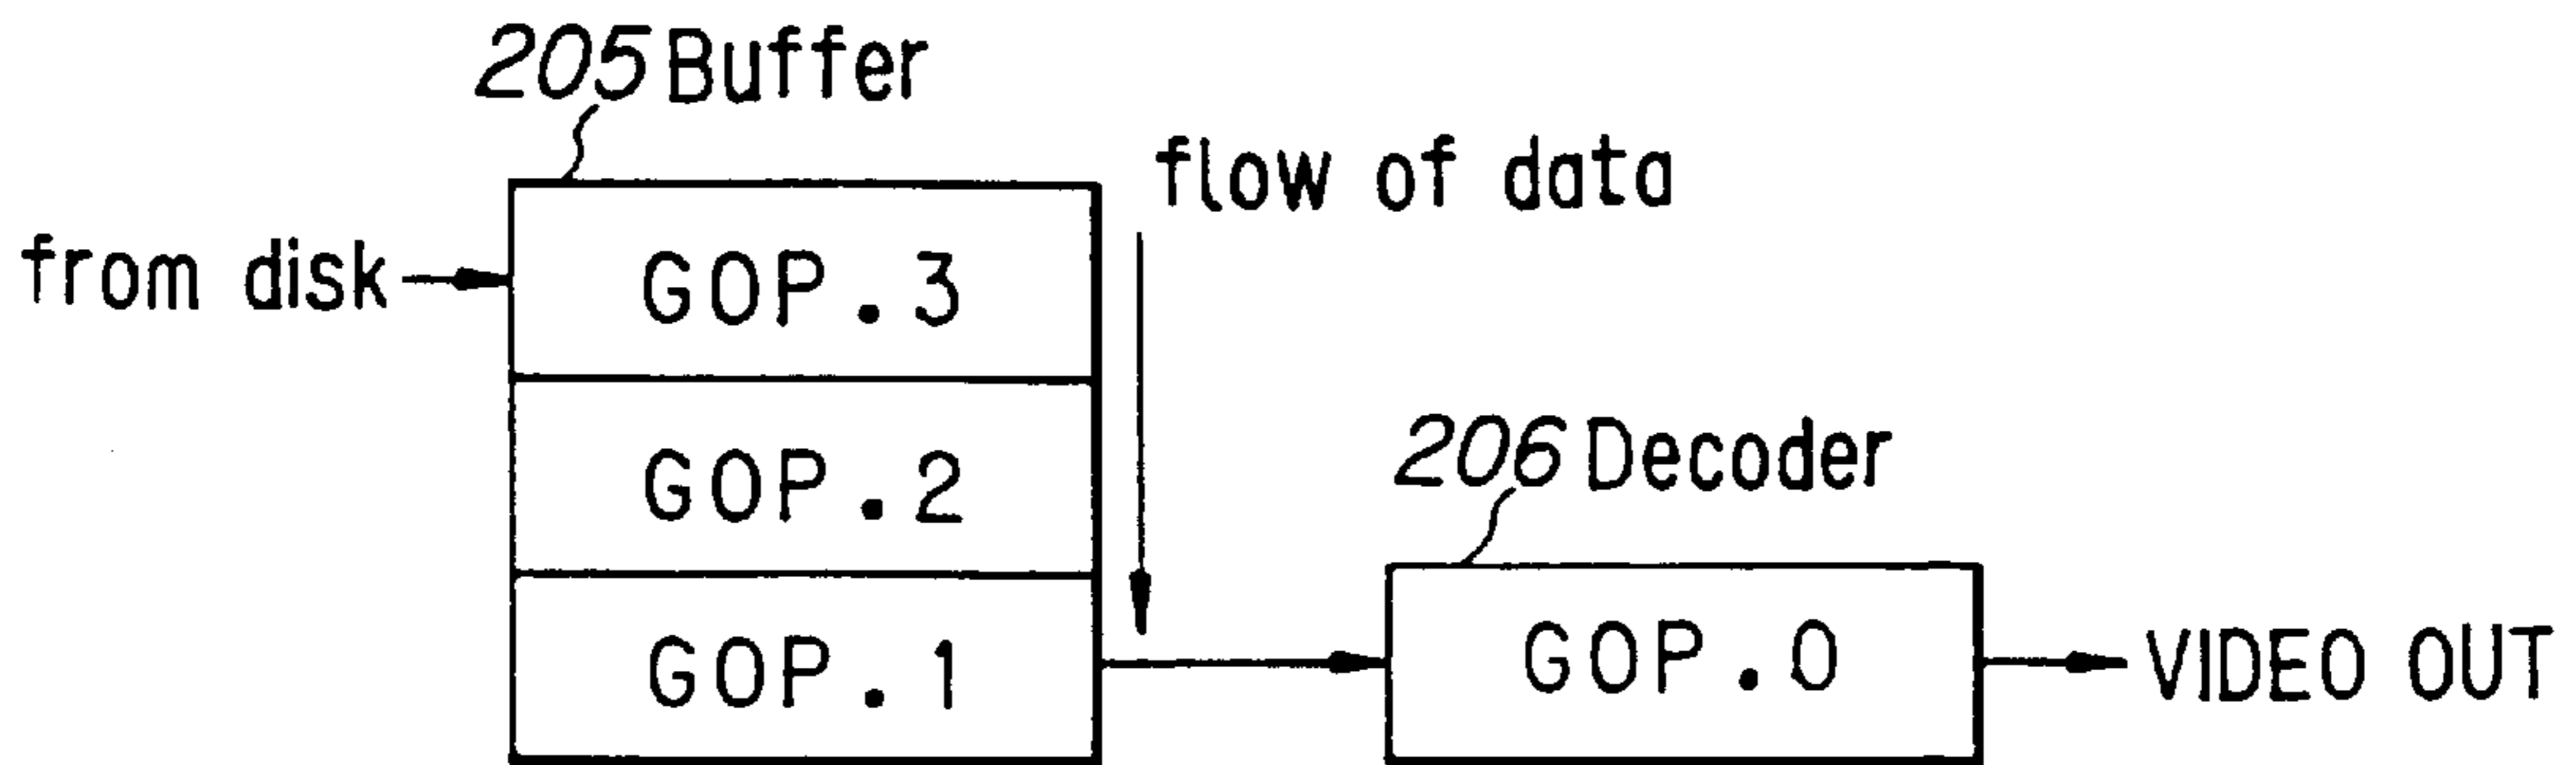 205 Buffer
flow of data
from disk
GOP.3
GOP.2
GOP.1
206 Decoder
GOP.0
VIDEO OUT